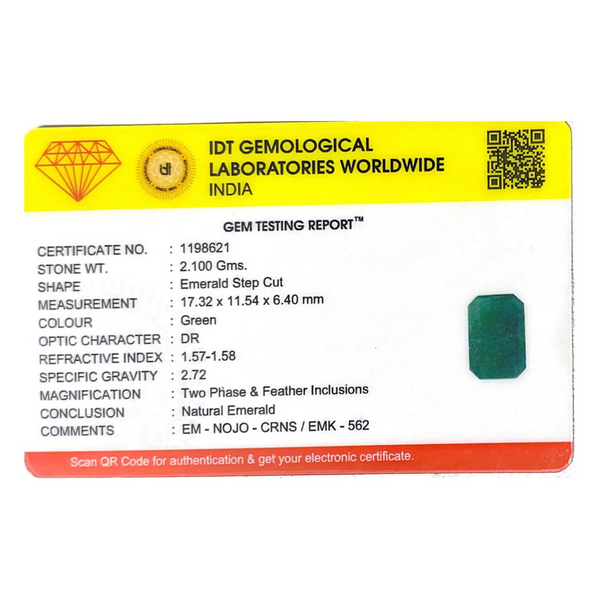 IDT GEMOLOGICAL
LABORATORIES WORLDWIDE
INDIA
GEM TESTING REPORT™
CERTIFICATE NO. : 1198621
STONE WT. : 2.100 Gms.
SHAPE : Emerald Step Cut
MEASUREMENT : 17.32 x 11.54 x 6.40 mm
COLOUR : Green
OPTIC CHARACTER : DR
REFRACTIVE INDEX : 1.57-1.58
SPECIFIC GRAVITY : 2.72
MAGNIFICATION : Two Phase & Feather Inclusions
CONCLUSION : Natural Emerald
COMMENTS : EM - NOJO - CRNS / EMK - 562
Scan QR Code for authentication & get your electronic certificate.